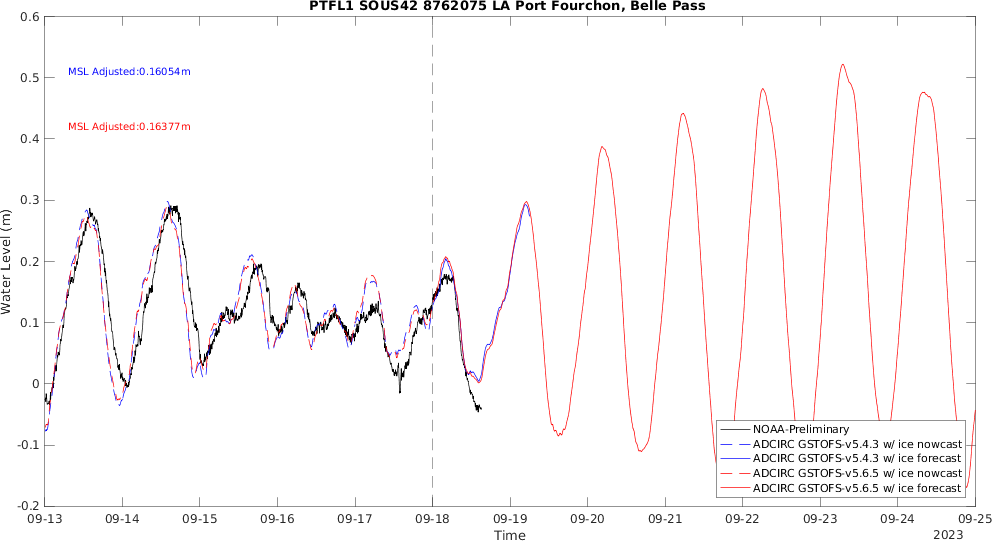 PTFL1 SOUS42 8762075 LA Port Fourchon, Belle Pass
0.6
0.5
0.4
0.3
0.2
0.1
0
-0.1
-0.2
Water Level (m)
MSL Adjusted:0.16054m
MSL Adjusted:0.16377m
NOAA-Preliminary
ADCIRC GSTOFS-v5.4.3 w/ ice nowcast
ADCIRC GSTOFS-v5.4.3 w/ ice forecast
ADCIRC GSTOFS-v5.6.5 w/ ice nowcast
ADCIRC GSTOFS-v5.6.5 w/ ice forecast
09-13 09-14 09-15 09-16 09-17 09-18 09-19 09-20 09-21 09-22 09-23 09-24 09-25
Time
2023